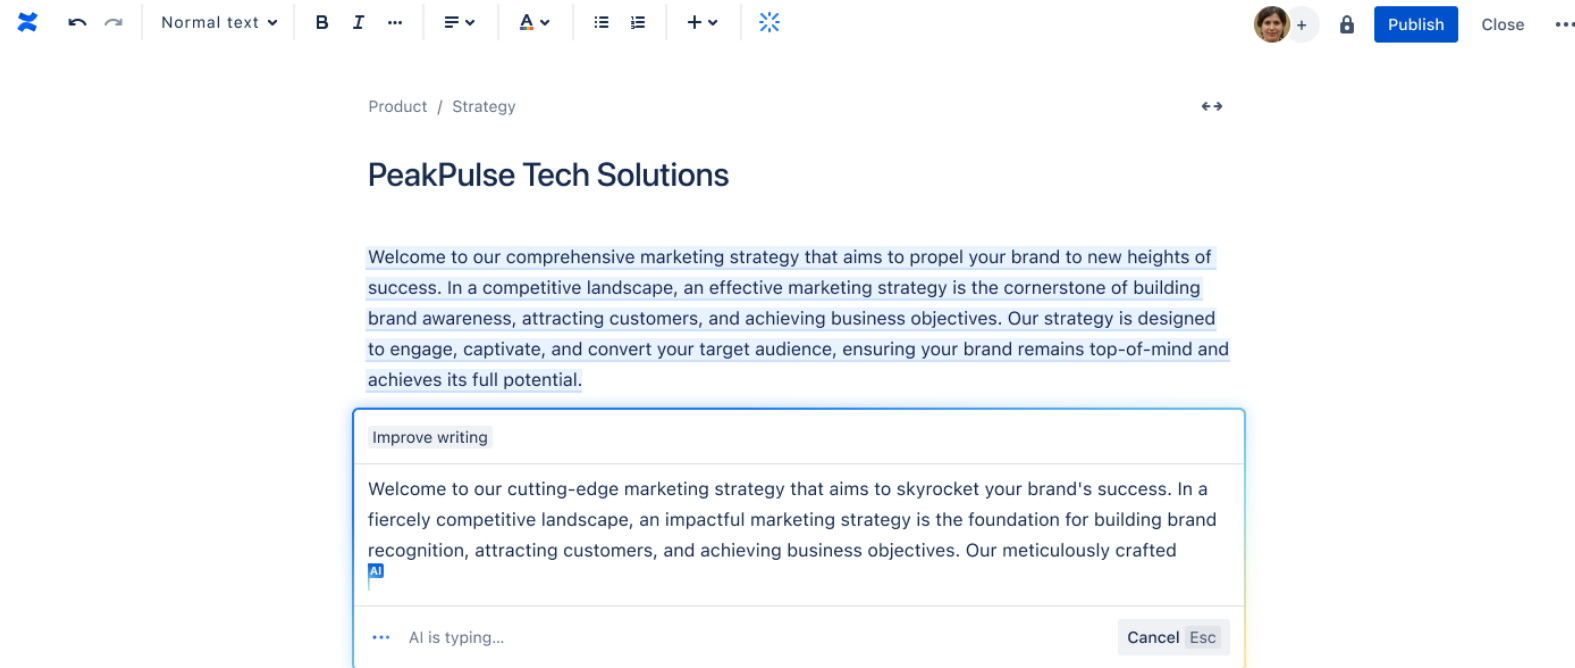 Normal text B I A Publish Close
Product / Strategy
PeakPulse Tech Solutions
Welcome to our comprehensive marketing strategy that aims to propel your brand to new heights of
success. In a competitive landscape, an effective marketing strategy is the cornerstone of building
brand awareness, attracting customers, and achieving business objectives. Our strategy is designed
to engage, captivate, and convert your target audience, ensuring your brand remains top-of-mind and
achieves its full potential.
Improve writing
Welcome to our cutting-edge marketing strategy that aims to skyrocket your brand's success. In a
fiercely competitive landscape, an impactful marketing strategy is the foundation for building brand
recognition, attracting customers, and achieving business objectives. Our meticulously crafted
AI
AI is typing... Cancel Esc